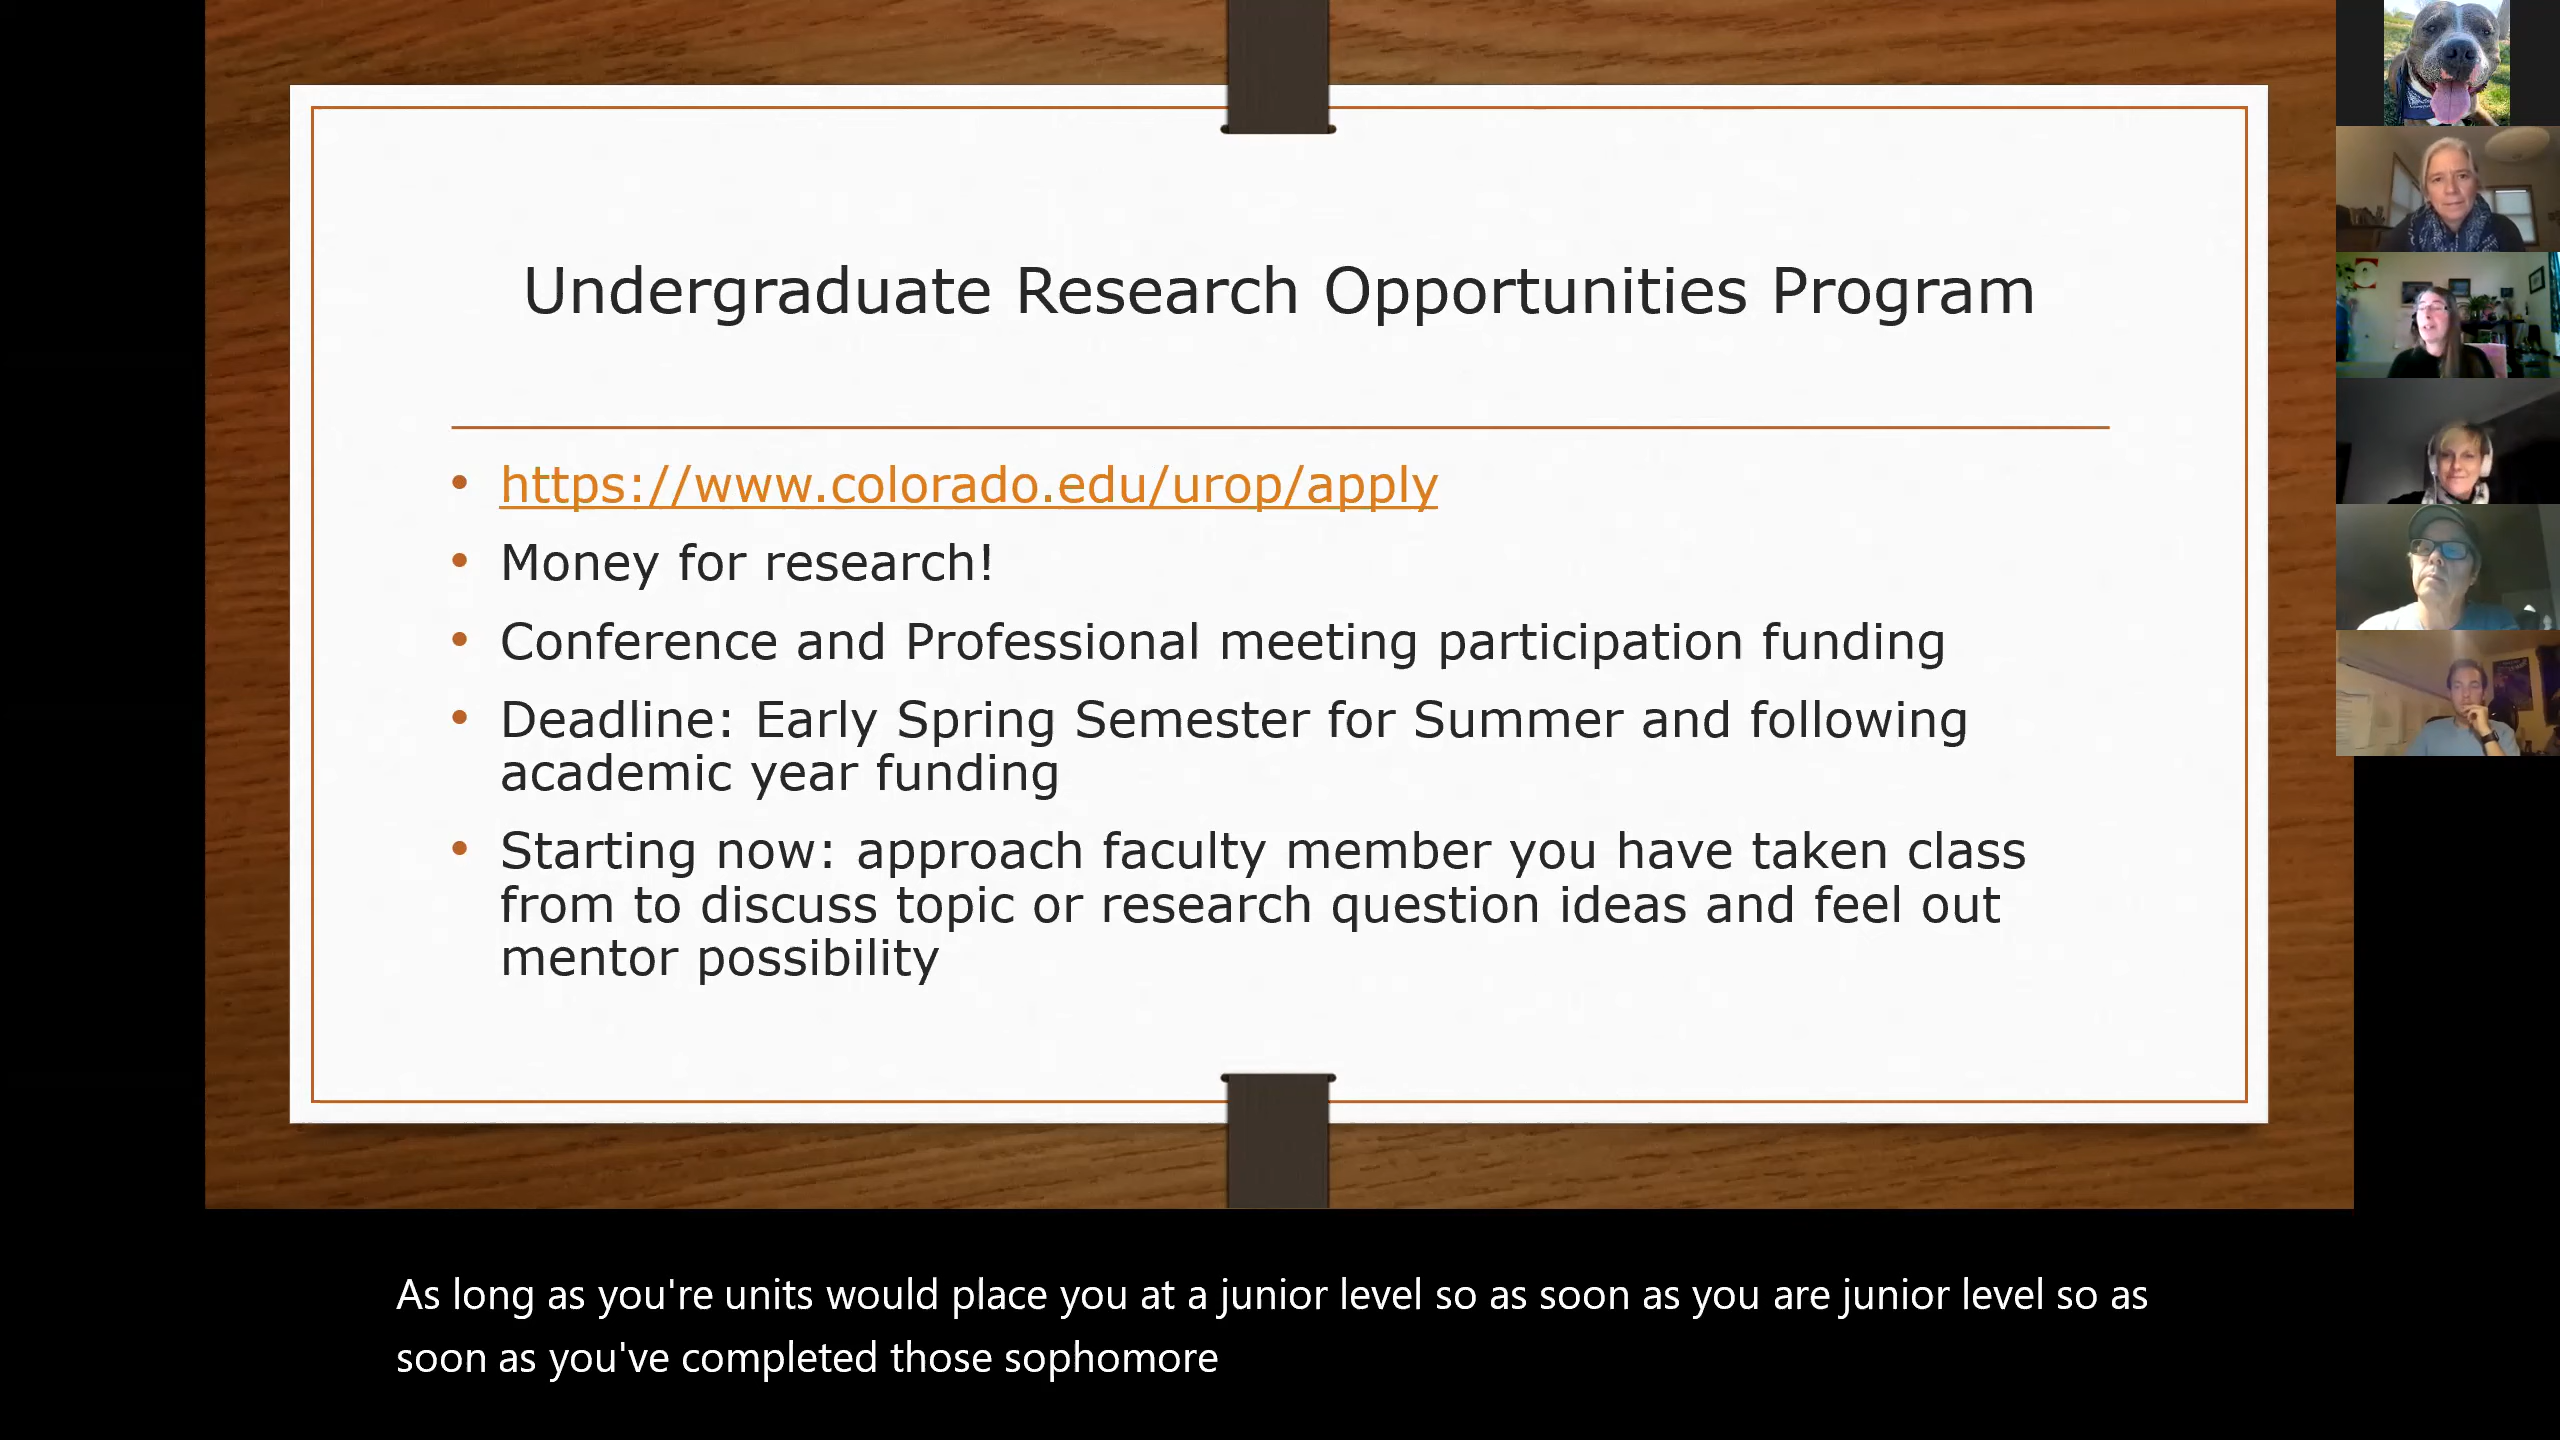 Undergraduate Research Opportunities Program
• https://www.colorado.edu/urop/apply
• Money for research!
• Conference and Professional meeting participation funding
• Deadline: Early Spring Semester for Summer and following
academic year funding
• Starting now: approach faculty member you have taken class
from to discuss topic or research question ideas and feel out
mentor possibility
As long as you're units would place you at a junior level so as soon as you are junior level so as
soon as you've completed those sophomore